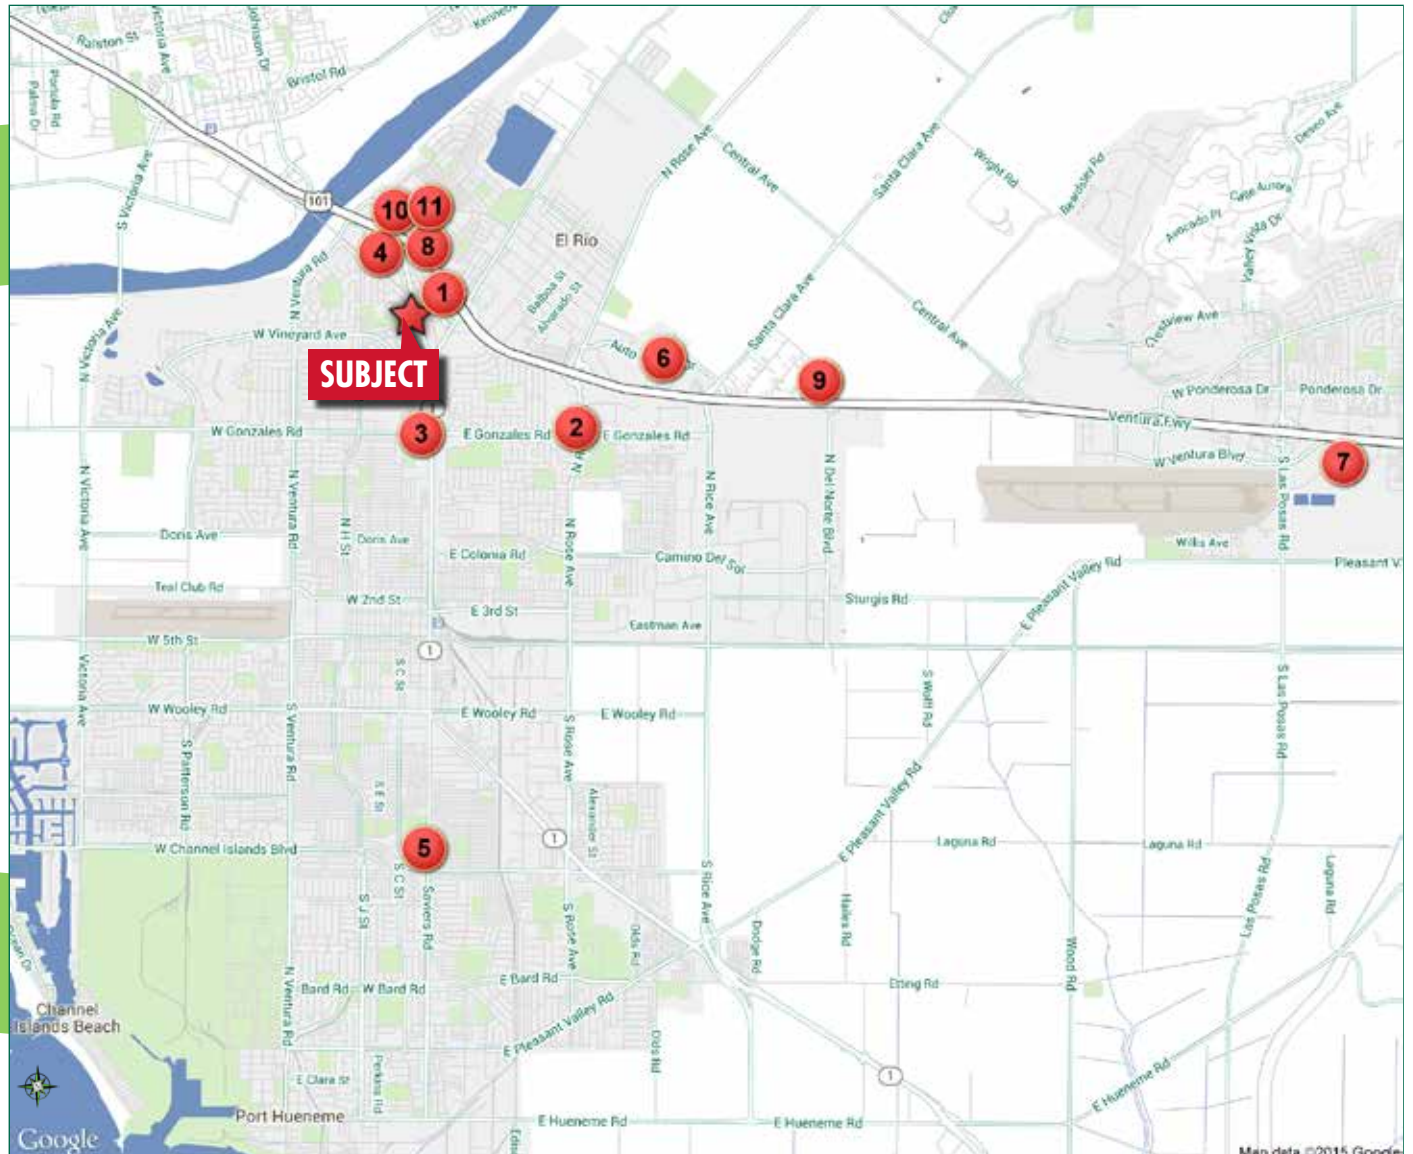 Ralston St
Victoria Ave
Johnson Dr
Bristol Rd
Portola Rd
Palma Dr
S Victoria Ave
101
N Rose Ave
Central Ave
Santa Clara Ave
Wright Rd
Beardsley Rd
Deseo Ave
Avocado Pl
Valley Vista Dr
10
11
4
8
El Rio
1
Balboa St
Alvarado St
Santa Clara Ave
Central Ave
Crestview Ave
N Victoria Ave
W Vineyard Ave
SUBJECT
Auto
6
9
W Ponderosa Dr
Ponderosa Dr
Ventura Fwy
W Ventura Blvd
7
W Gonzales Rd
3
E Gonzales Rd
2
E Gonzales Rd
N Victoria Ave
N Ventura Rd
N H St
N Rose Ave
N Rice Ave
N Del Norte Blvd
S Las Posas Rd
Doris Ave
Doris Ave
E Colonia Rd
Camino Del Sol
Willis Ave
E Pleasant Valley Rd
Pleasant V
Teal Club Rd
W 2nd St
E 3rd St
Sturgis Rd
Eastman Ave
W 5th St
1
Victoria Ave
S C St
S Wolff Rd
S Las Posas Rd
W Wooley Rd
E Wooley Rd
E Wooley Rd
S Patterson Rd
S Ventura Rd
S Rose Ave
S E St
Alexander St
E Pleasant Valley Rd
W Channel Islands Blvd
5
1
Laguna Rd
Laguna Rd
S C St
S J St
Saviers Rd
S Rose Ave
S Rice Ave
Olds Rd
Dodge Rd
Hailes Rd
Wood Rd
Las Posas Rd
Laguna Rd
N Ventura Rd
Bard Rd
W Bard Rd
E Bard Rd
Etting Rd
Channel
Islands Beach
E Pleasant Valley Rd
Olds Rd
E Clara St
Perkins Rd
1
E Hueneme Rd
Port Hueneme
E Hueneme Rd
E Hueneme Rd
Google
Map data ©2015 Google